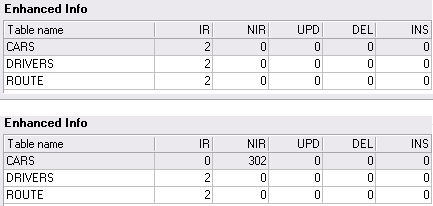 Enhanced Info
Table name IR NIR UPD DEL INS
CARS 2 0 0 0 0
DRIVERS 2 0 0 0 0
ROUTE 2 0 0 0 0
Enhanced Info
Table name IR NIR UPD DEL INS
CARS 0 302 0 0 0
DRIVERS 2 0 0 0 0
ROUTE 2 0 0 0 0